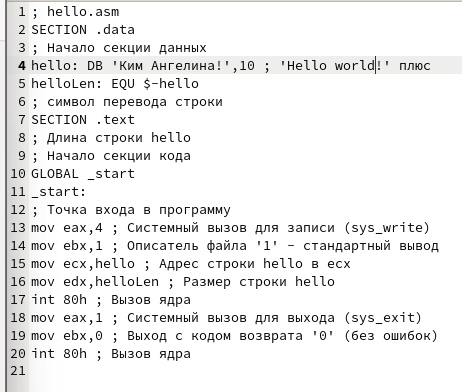 1 ; hello.asm
2 SECTION .data
3 ; Начало секции данных
4 hello: DB 'Ким Ангелина!',10 ; 'Hello world!' плюс
5 helloLen: EQU $-hello
6 ; символ перевода строки
7 SECTION .text
8 ; Длина строки hello
9 ; Начало секции кода
10 GLOBAL _start
11 _start:
12 ; Точка входа в программу
13 mov eax,4 ; Системный вызов для записи (sys_write)
14 mov ebx,1 ; Описатель файла '1' - стандартный вывод
15 mov ecx,hello ; Адрес строки hello в ecx
16 mov edx,helloLen ; Размер строки hello
17 int 80h ; Вызов ядра
18 mov eax,1 ; Системный вызов для выхода (sys_exit)
19 mov ebx,0 ; Выход с кодом возврата '0' (без ошибок)
20 int 80h ; Вызов ядра
21